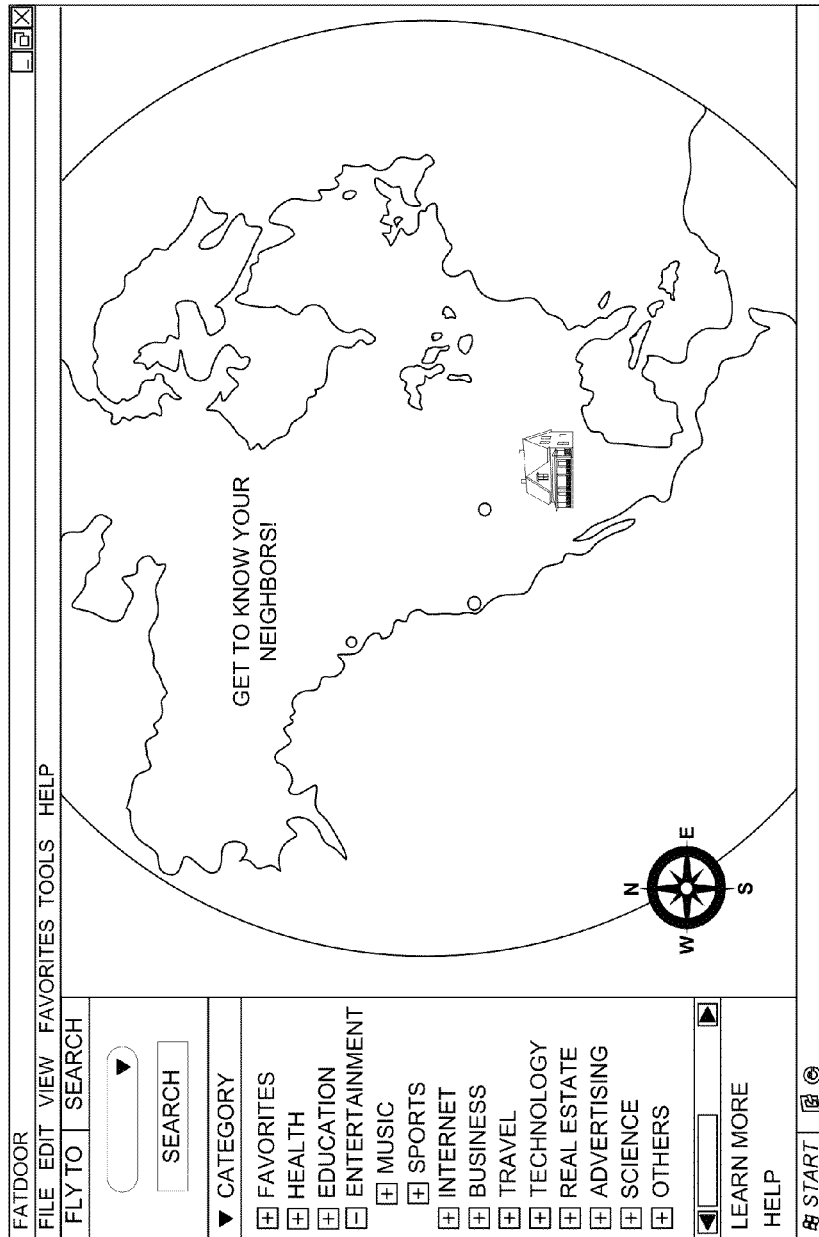 FATDOOR
FILE EDIT VIEW FAVORITES TOOLS HELP
FLY TO SEARCH
SEARCH
▼ CATEGORY
+ FAVORITES
+ HEALTH
+ EDUCATION
− ENTERTAINMENT
+ MUSIC
+ SPORTS
+ INTERNET
+ BUSINESS
+ TRAVEL
+ TECHNOLOGY
+ REAL ESTATE
+ ADVERTISING
+ SCIENCE
+ OTHERS
LEARN MORE
HELP
GET TO KNOW YOUR
NEIGHBORS!
N
W E
S
START